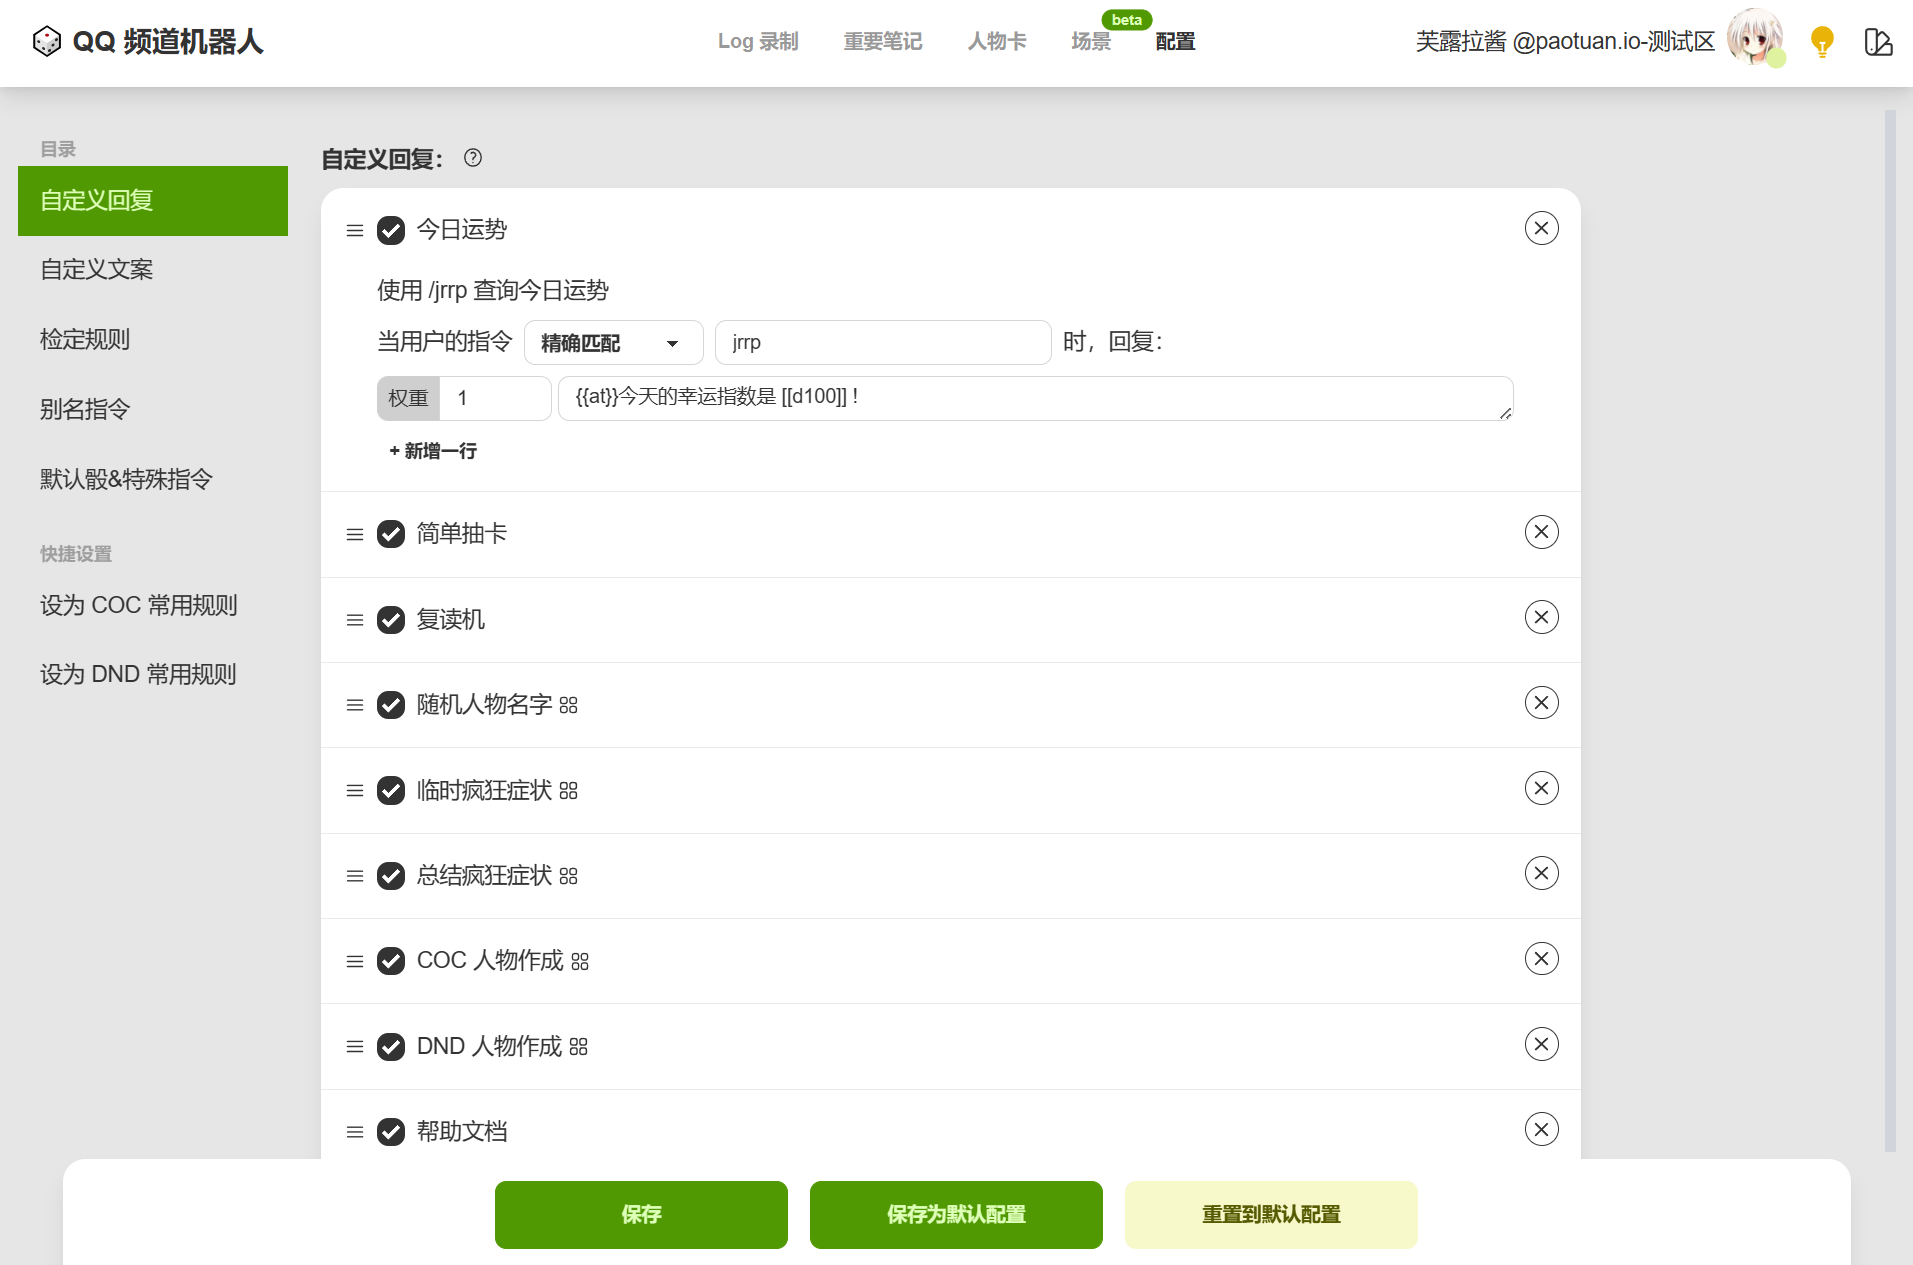 QQ 频道机器人
Log 录制
重要笔记
人物卡
场景
beta
配置
芙露拉酱 @paotuan.io-测试区
目录
自定义回复
自定义文案
检定规则
别名指令
默认骰&特殊指令
快捷设置
设为 COC 常用规则
设为 DND 常用规则
自定义回复：
今日运势
使用 /jrrp 查询今日运势
当用户的指令 精确匹配 jrrp 时，回复：
权重 1 {{at}}今天的幸运指数是 [[d100]] !
+ 新增一行
简单抽卡
复读机
随机人物名字
临时疯狂症状
总结疯狂症状
COC 人物作成
DND 人物作成
帮助文档
保存
保存为默认配置
重置到默认配置